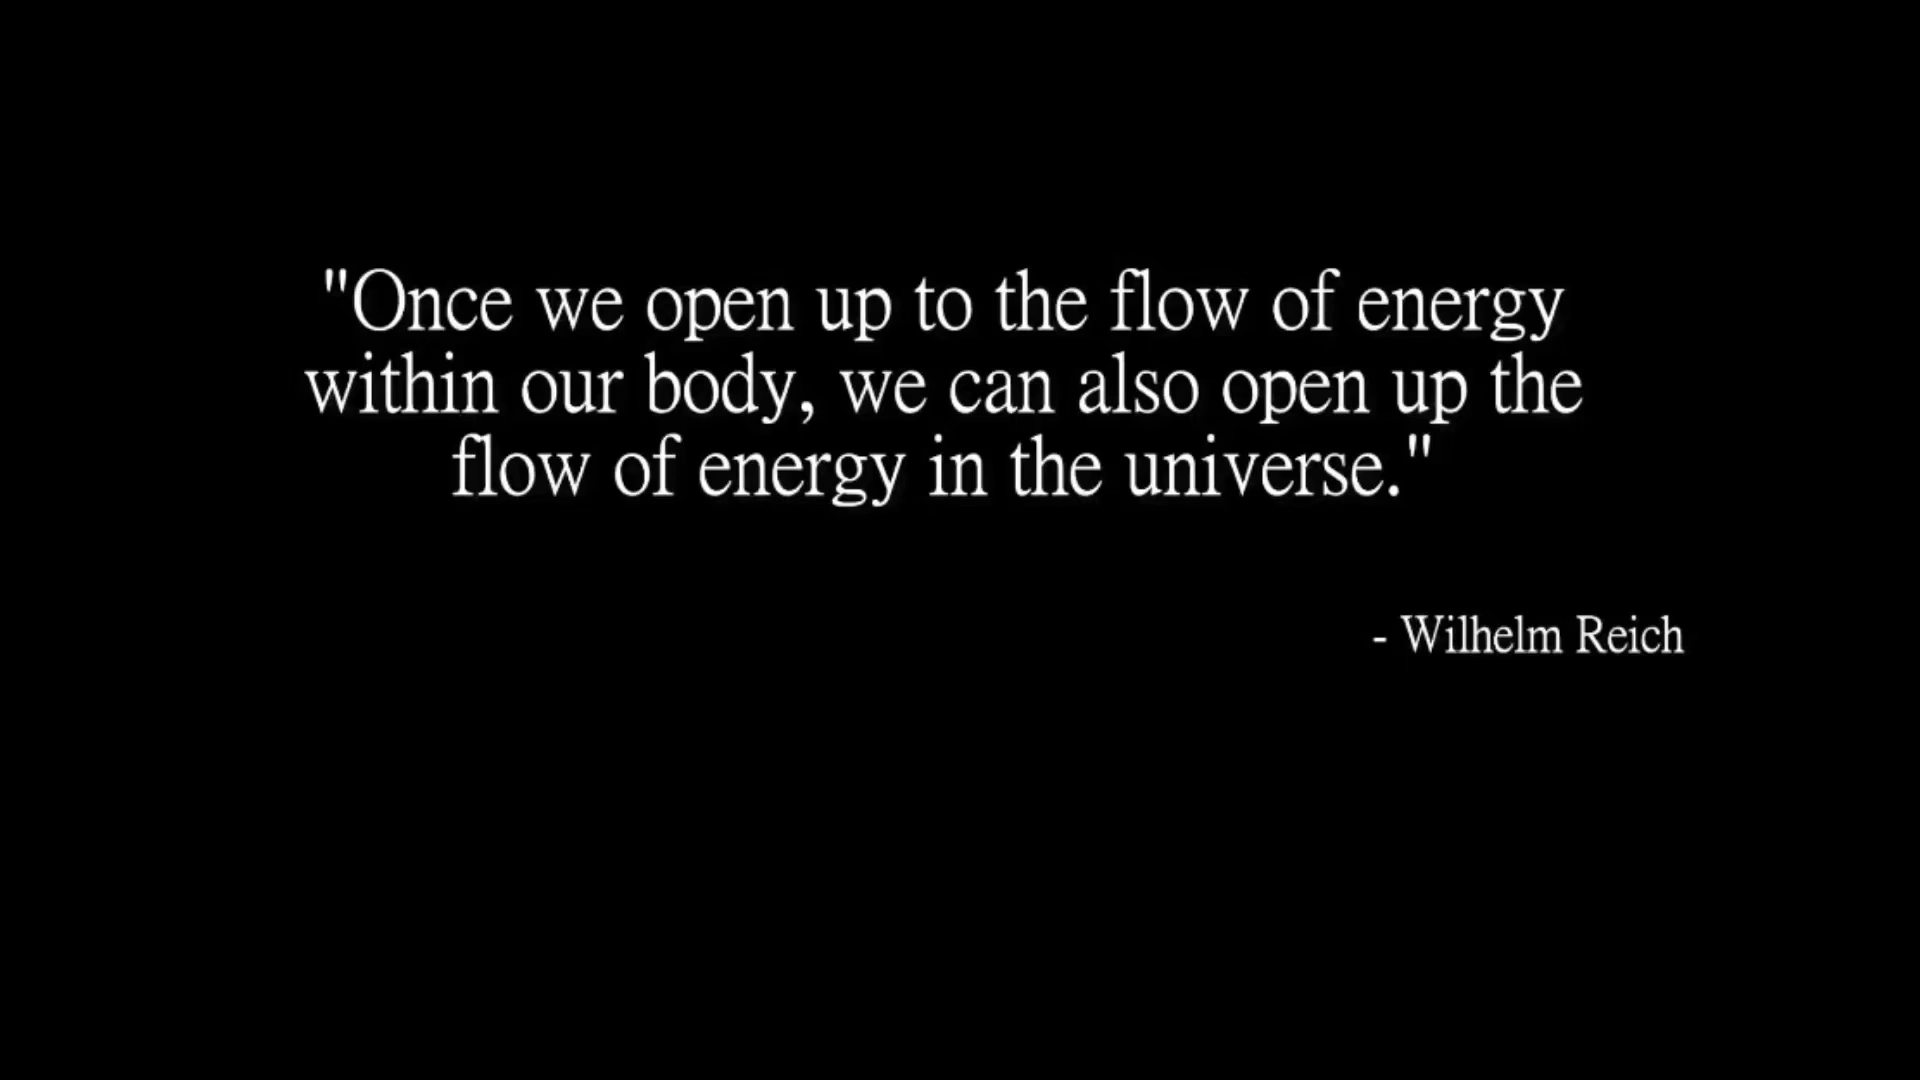 "Once we open up to the flow of energy
within our body, we can also open up the
flow of energy in the universe."
- Wilhelm Reich